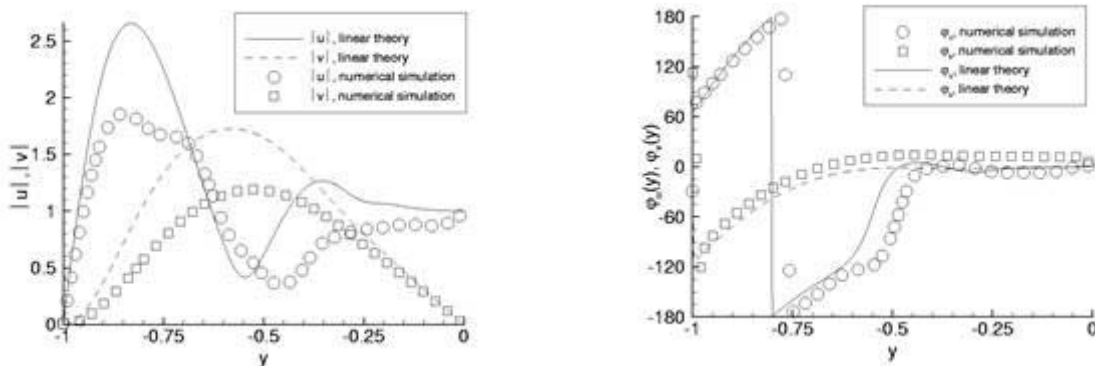 |u|, linear theory
|v|, linear theory
|u|, numerical simulation
|v|, numerical simulation
2.5
2
1.5
1
0.5
0
|u|,|v|
-1
-0.75
-0.5
-0.25
0
y
φᵤ, numerical simulation
φᵥ, numerical simulation
φᵤ, linear theory
φᵥ, linear theory
180
120
60
0
-60
-120
-180
φᵤ(y), φᵥ(y)
-1
-0.75
-0.5
-0.25
0
y